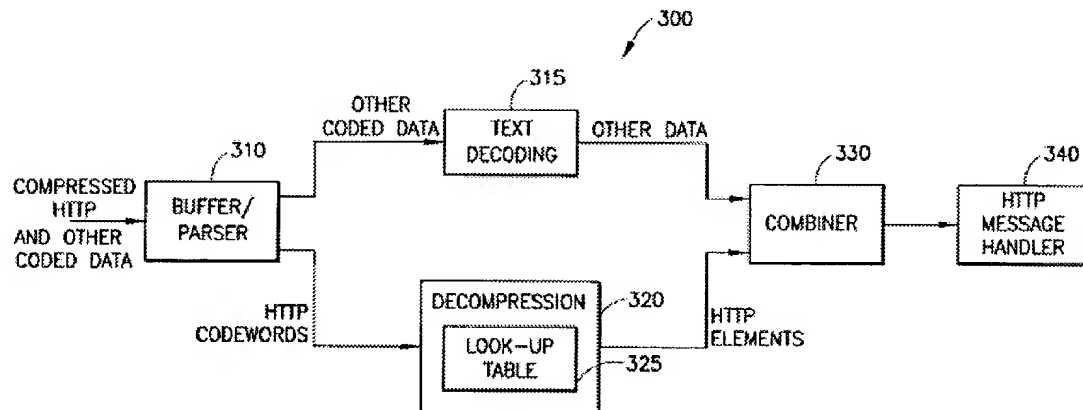 300
315
OTHER
CODED DATA
TEXT
DECODING
OTHER DATA
310
330
340
COMPRESSED
HTTP
AND OTHER
CODED DATA
BUFFER/
PARSER
COMBINER
HTTP
MESSAGE
HANDLER
HTTP
CODEWORDS
DECOMPRESSION
320
LOOK-UP
TABLE
325
HTTP
ELEMENTS